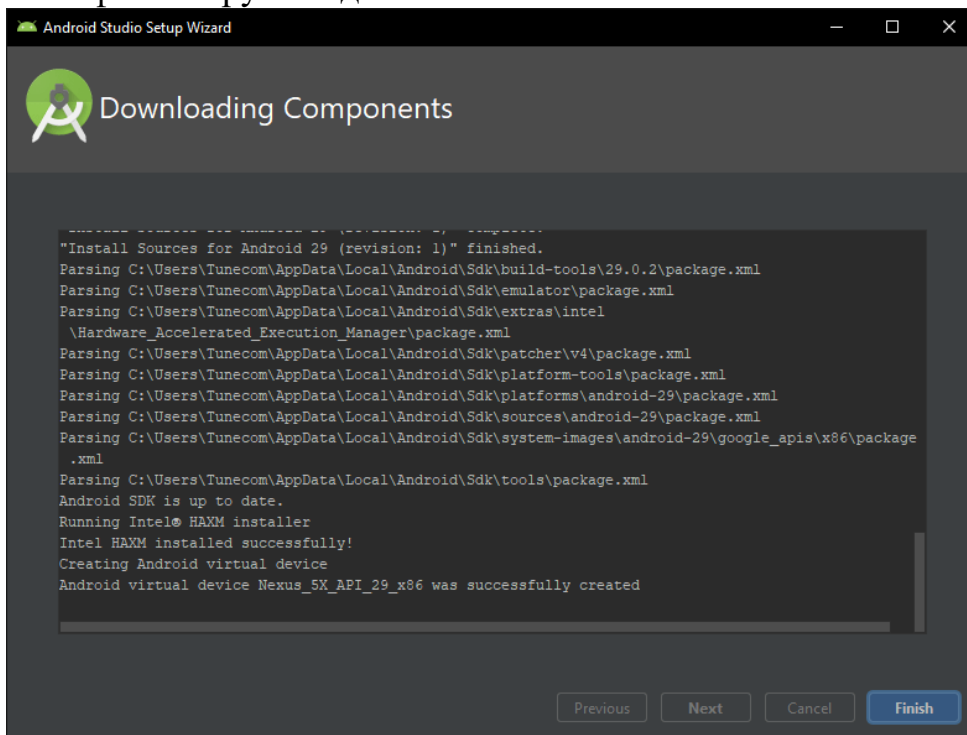 Android Studio Setup Wizard
Downloading Components
"Install Sources for Android 29 (revision: 1)" finished.
Parsing C:\Users\Tunecom\AppData\Local\Android\Sdk\build-tools\29.0.2\package.xml
Parsing C:\Users\Tunecom\AppData\Local\Android\Sdk\emulator\package.xml
Parsing C:\Users\Tunecom\AppData\Local\Android\Sdk\extras\intel
\Hardware_Accelerated_Execution_Manager\package.xml
Parsing C:\Users\Tunecom\AppData\Local\Android\Sdk\patcher\v4\package.xml
Parsing C:\Users\Tunecom\AppData\Local\Android\Sdk\platform-tools\package.xml
Parsing C:\Users\Tunecom\AppData\Local\Android\Sdk\platforms\android-29\package.xml
Parsing C:\Users\Tunecom\AppData\Local\Android\Sdk\sources\android-29\package.xml
Parsing C:\Users\Tunecom\AppData\Local\Android\Sdk\system-images\android-29\google_apis\x86\package
.xml
Parsing C:\Users\Tunecom\AppData\Local\Android\Sdk\tools\package.xml
Android SDK is up to date.
Running Intel® HAXM installer
Intel HAXM installed successfully!
Creating Android virtual device
Android virtual device Nexus_5X_API_29_x86 was successfully created
Previous
Next
Cancel
Finish